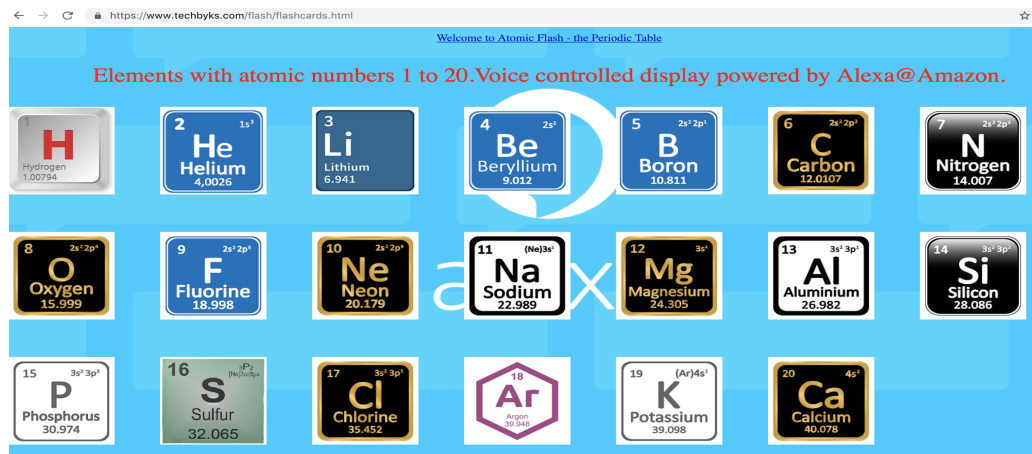 https://www.techbyks.com/flash/flashcards.html
Welcome to Atomic Flash - the Periodic Table
Elements with atomic numbers 1 to 20.Voice controlled display powered by Alexa@Amazon.
1
H
Hydrogen
1.00794
2 1s²
He
Helium
4,0026
3
Li
Lithium
6.941
4 2s²
Be
Beryllium
9.012
5 2s² 2p¹
B
Boron
10.811
6 2s² 2p²
C
Carbon
12.0107
7 2s² 2p³
N
Nitrogen
14.007
8 2s² 2p⁴
O
Oxygen
15.999
9 2s² 2p⁵
F
Fluorine
18.998
10
Ne
Neon
20.179
11 (Ne)3s¹
Na
Sodium
22.989
12
Mg
Magnesium
24.305
13 3s² 3p¹
Al
Aluminium
26.982
14 3s² 3p²
Si
Silicon
28.086
15 3s² 3p³
P
Phosphorus
30.974
16 ³P₂
S
Sulfur
32.065
17
Cl
Chlorine
35.452
18
Ar
Argon
39.948
19 (Ar)4s¹
K
Potassium
39.098
20 4s²
Ca
Calcium
40.078